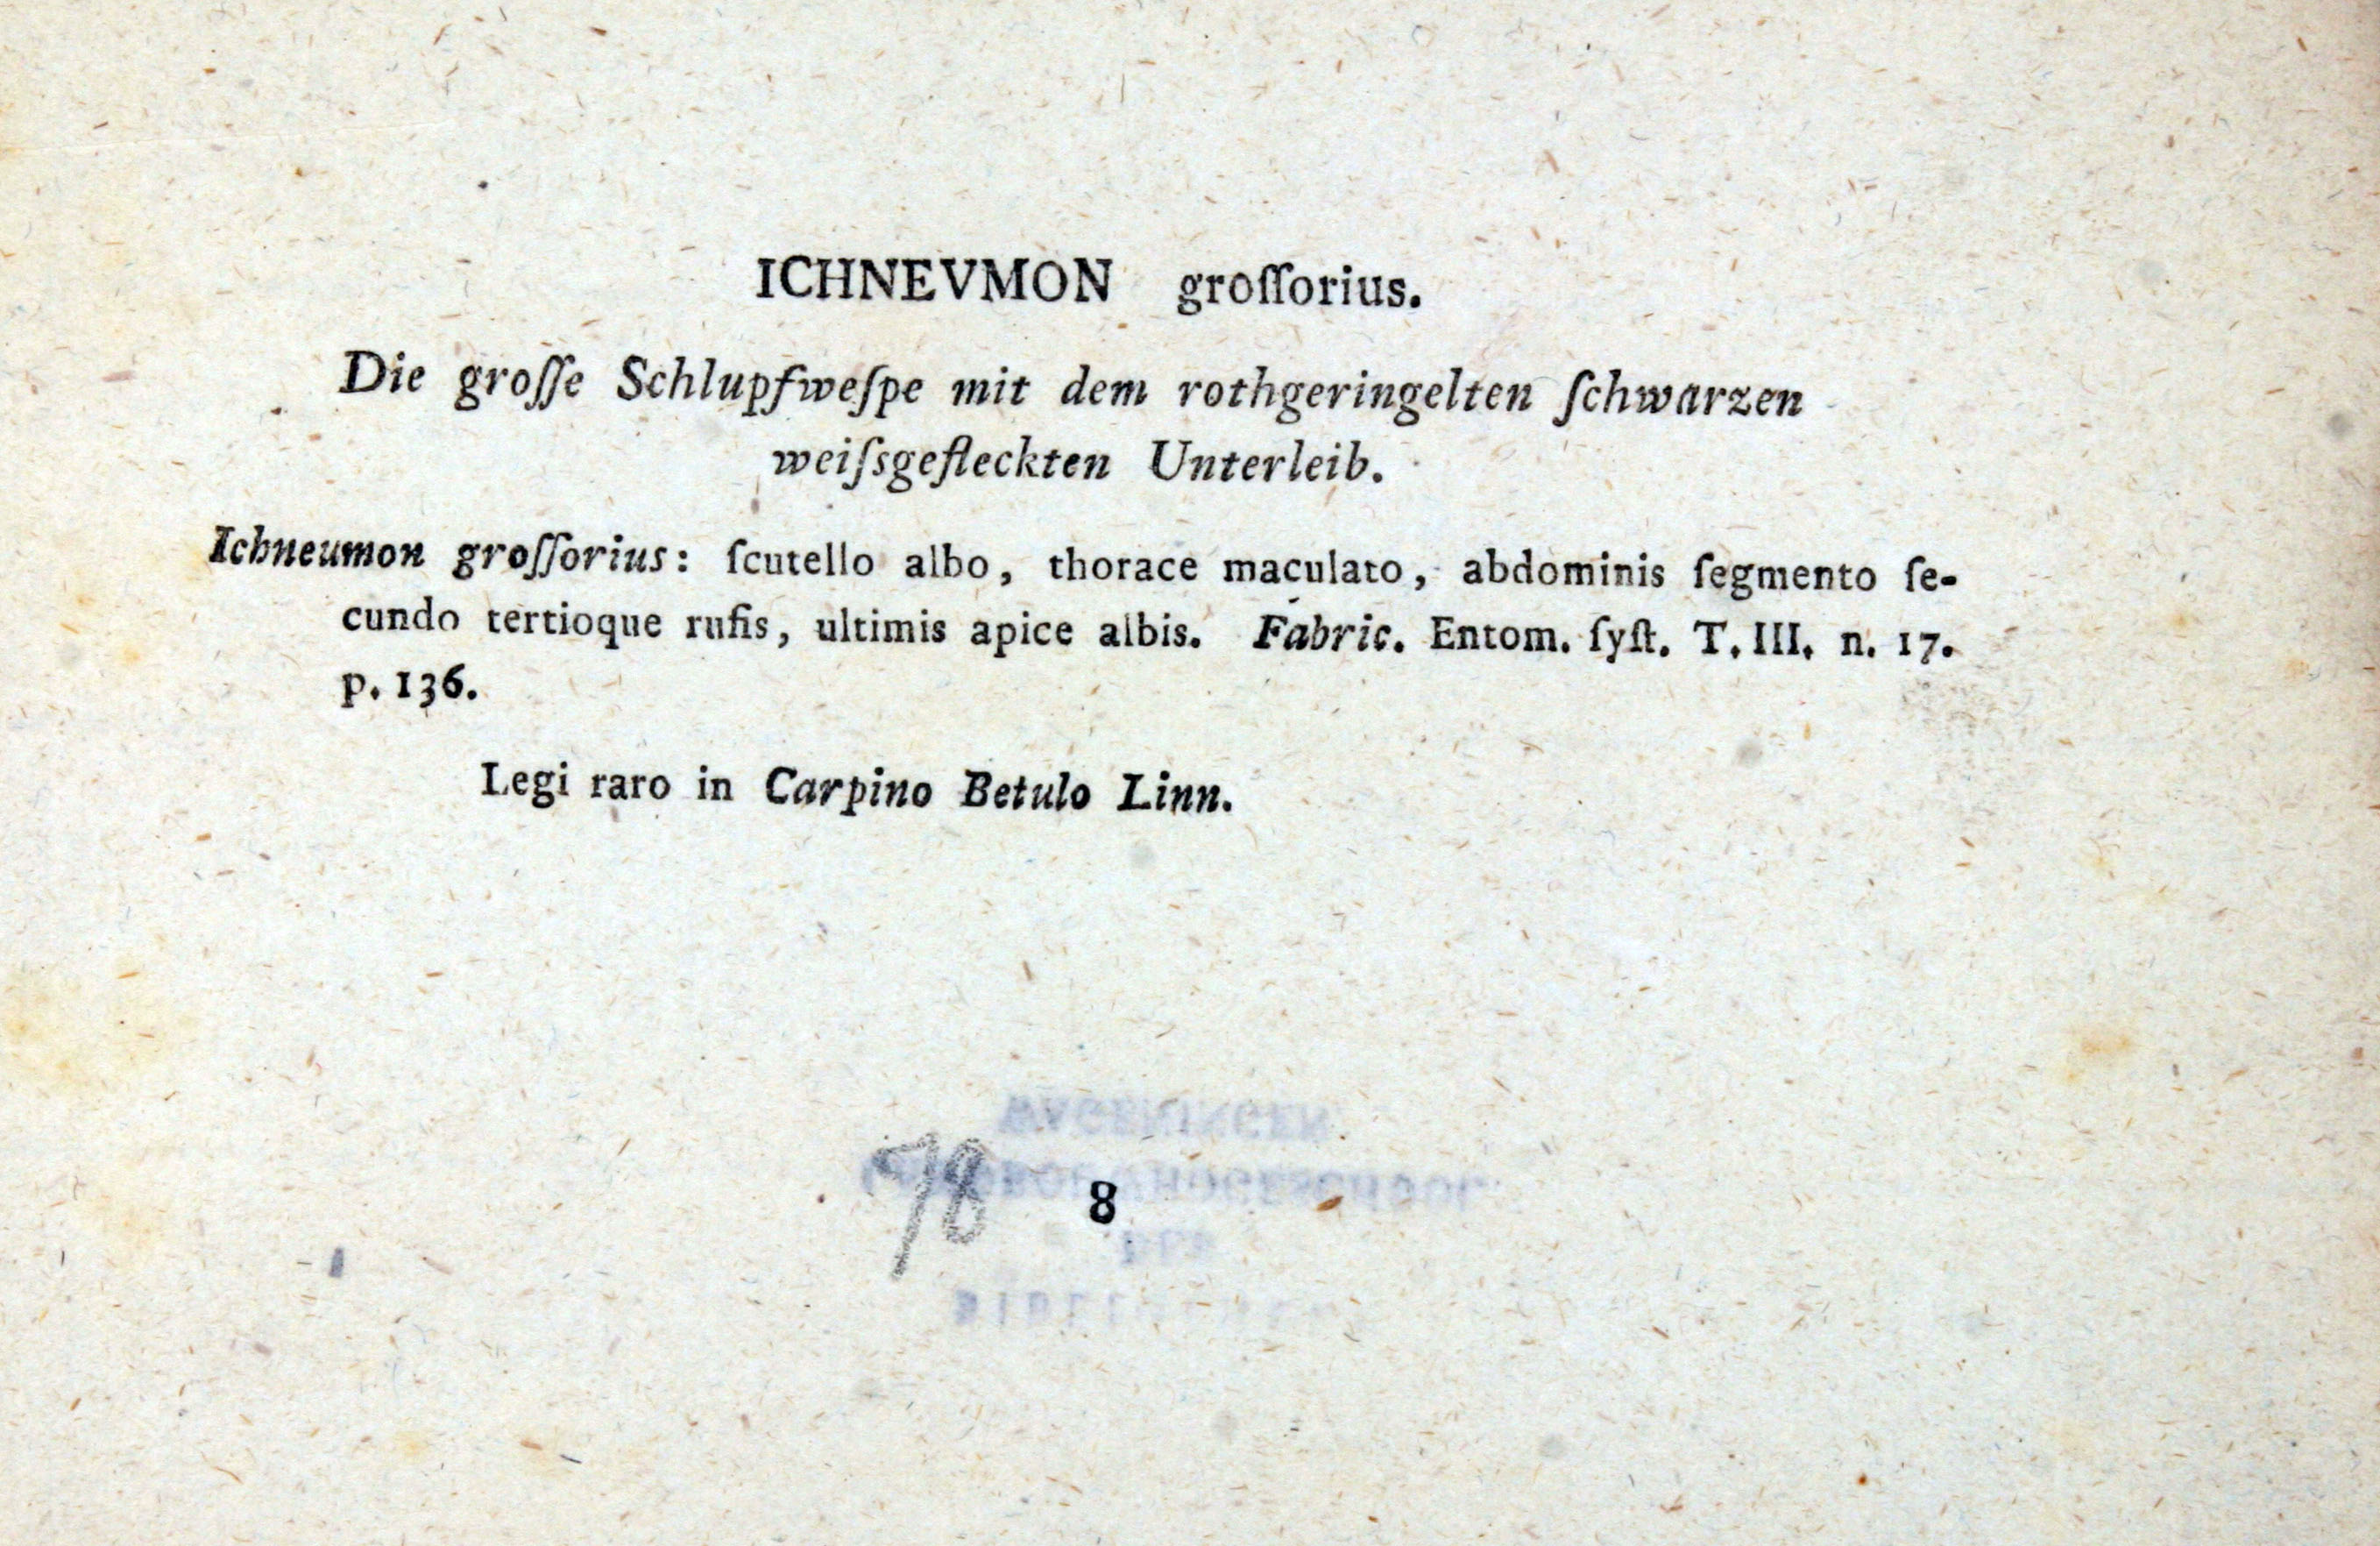 ICHNEVMON groſſorius.
Die groſſe Schlupfweſpe mit dem rothgeringelten ſchwarzen
weiſsgefleckten Unterleib.
Ichneumon groſſorius: ſcutello albo, thorace maculato, abdominis ſegmento ſe-
cundo tertioque rufis, ultimis apice albis. Fabric. Entom. ſyſt. T. III. n. 17.
p. 136.
Legi raro in Carpino Betulo Linn.
WAGENINGEN
78 8